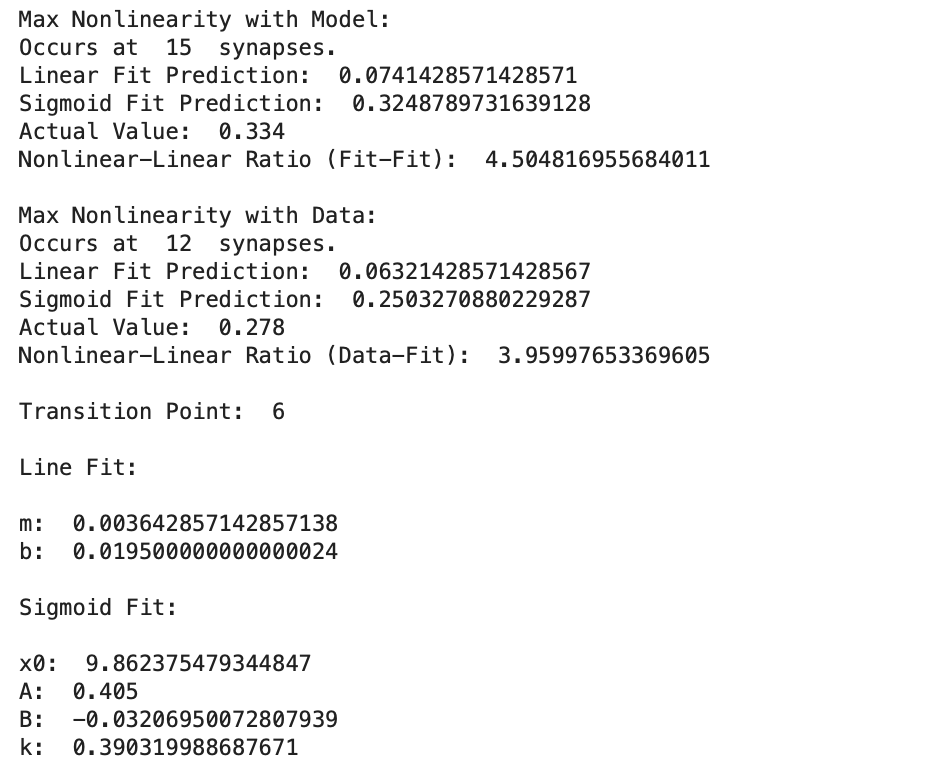 Max Nonlinearity with Model:
Occurs at  15  synapses.
Linear Fit Prediction:  0.0741428571428571
Sigmoid Fit Prediction:  0.3248789731639128
Actual Value:  0.334
Nonlinear-Linear Ratio (Fit-Fit):  4.504816955684011

Max Nonlinearity with Data:
Occurs at  12  synapses.
Linear Fit Prediction:  0.06321428571428567
Sigmoid Fit Prediction:  0.2503270880229287
Actual Value:  0.278
Nonlinear-Linear Ratio (Data-Fit):  3.95997653369605

Transition Point:  6

Line Fit:

m:  0.003642857142857138
b:  0.019500000000000024

Sigmoid Fit:

x0:  9.862375479344847
A:  0.405
B:  -0.03206950072807939
k:  0.390319988687671